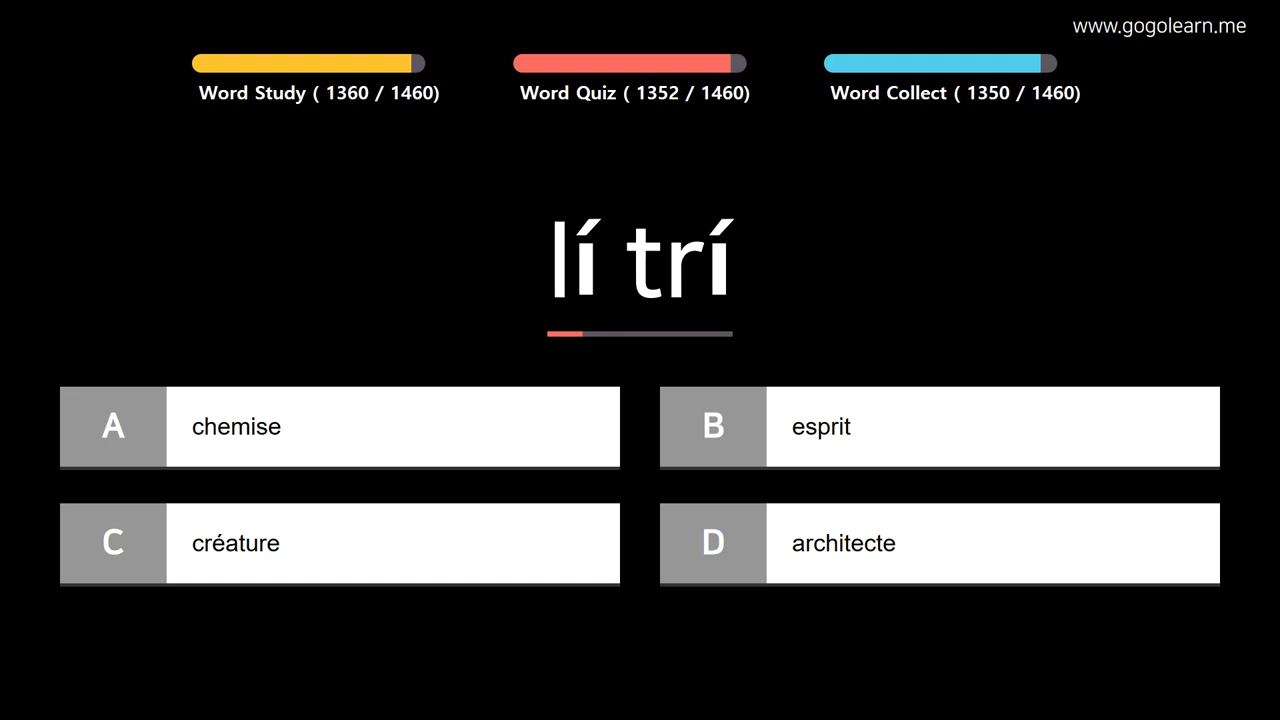 www.gogolearn.me
Word Study ( 1360 / 1460)
Word Quiz ( 1352 / 1460)
Word Collect ( 1350 / 1460)
lí trí
A chemise
B esprit
C créature
D architecte